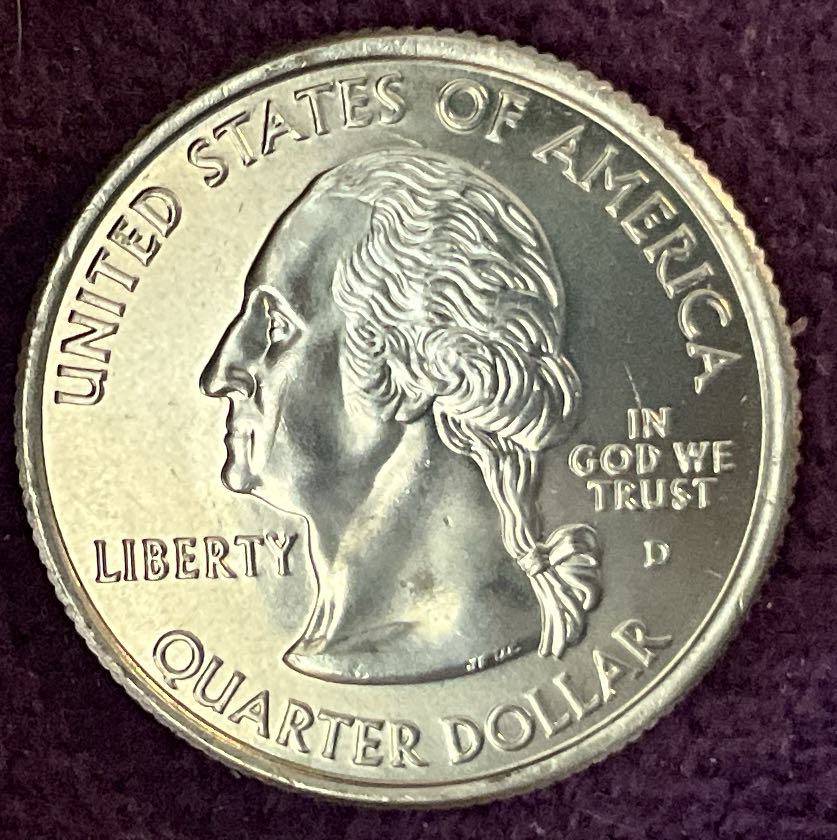 UNITED STATES OF AMERICA
IN
GOD WE
TRUST
LIBERTY
D
QUARTER DOLLAR